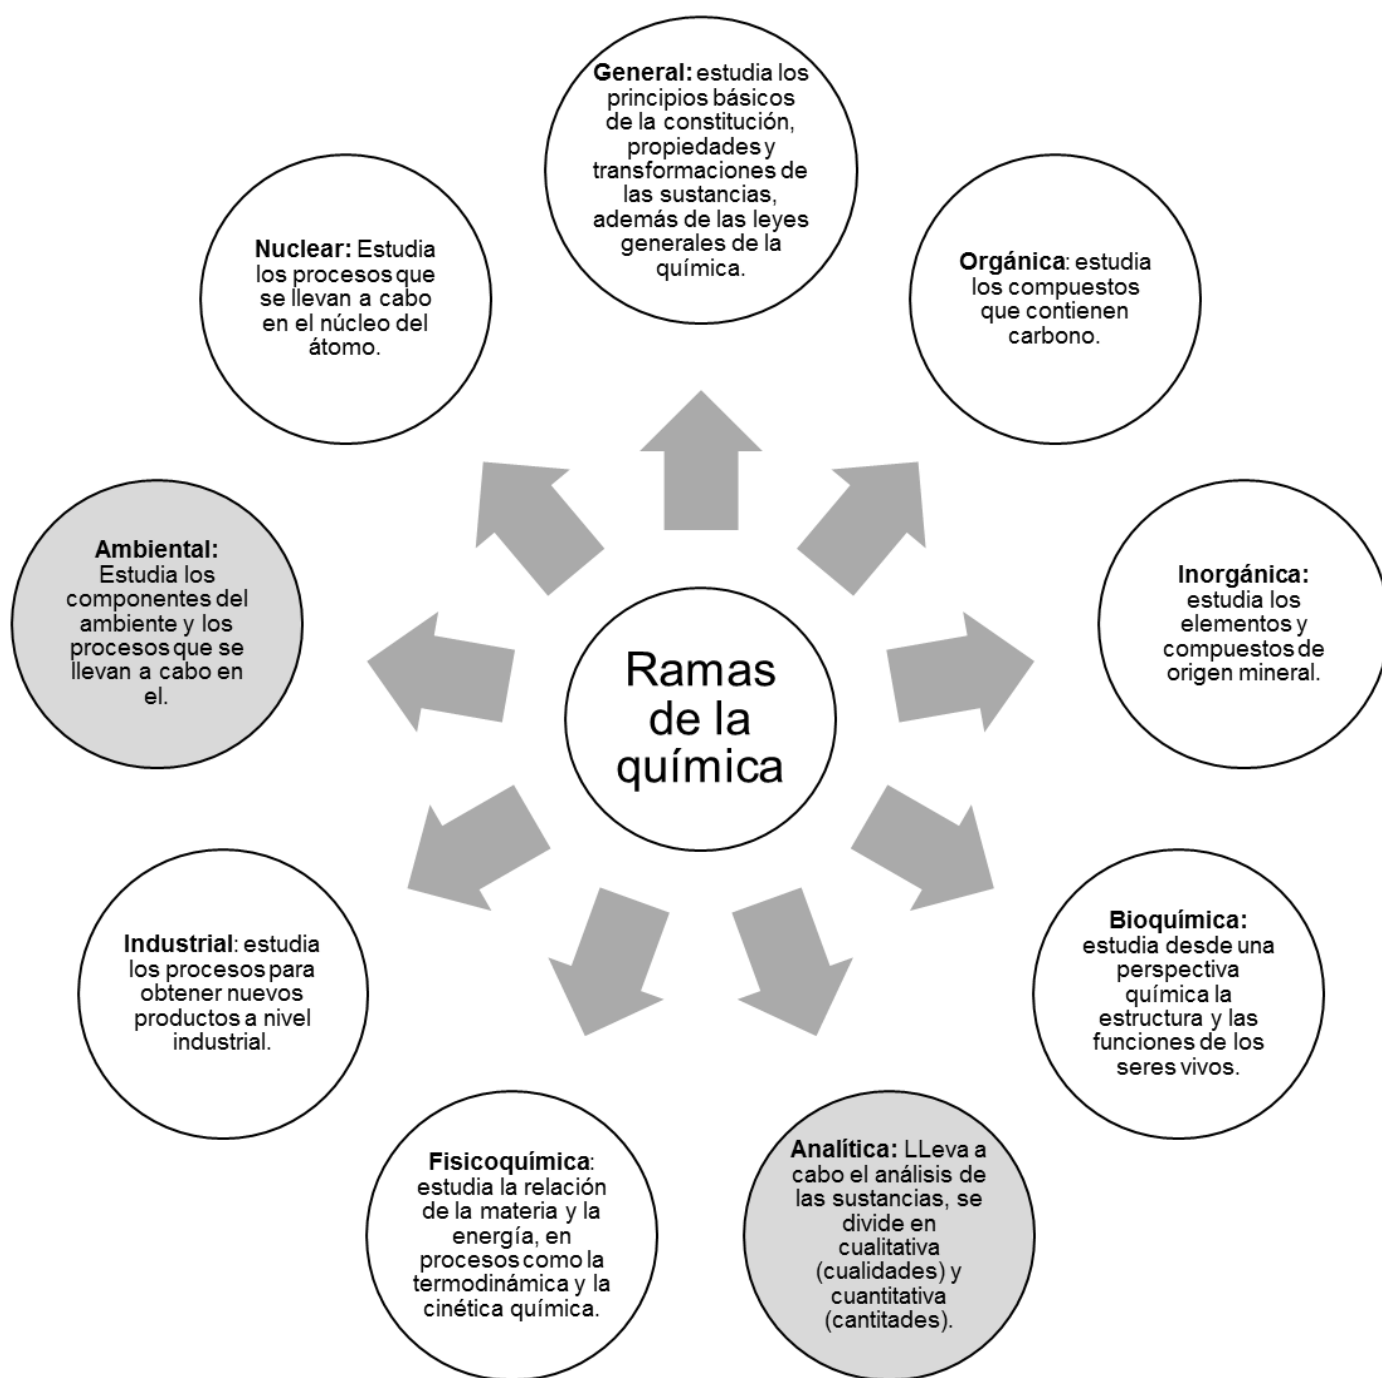 Ramas
de la
química
General: estudia los
principios básicos
de la constitución,
propiedades y
transformaciones de
las sustancias,
además de las leyes
generales de la
química.
Orgánica: estudia
los compuestos
que contienen
carbono.
Inorgánica:
estudia los
elementos y
compuestos de
origen mineral.
Bioquímica:
estudia desde una
perspectiva
química la
estructura y las
funciones de los
seres vivos.
Analítica: LLeva a
cabo el análisis de
las sustancias, se
divide en
cualitativa
(cualidades) y
cuantitativa
(cantitades).
Fisicoquímica:
estudia la relación
de la materia y la
energía, en
procesos como la
termodinámica y la
cinética química.
Industrial: estudia
los procesos para
obtener nuevos
productos a nivel
industrial.
Ambiental:
Estudia los
componentes del
ambiente y los
procesos que se
llevan a cabo en
el.
Nuclear: Estudia
los procesos que
se llevan a cabo
en el núcleo del
átomo.